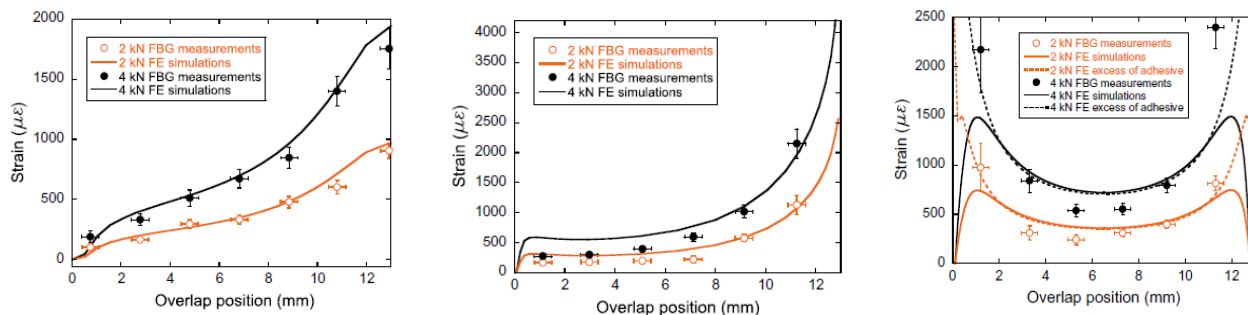 2000
1500
1000
500
0
Strain (με)
2 kN FBG measurements
2 kN FE simulations
4 kN FBG measurements
4 kN FE simulations
0 2 4 6 8 10 12
Overlap position (mm)
4000
3500
3000
2500
2000
1500
1000
500
0
Strain (με)
2 kN FBG measurements
2 kN FE simulations
4 kN FBG measurements
4 kN FE simulations
0 2 4 6 8 10 12
Overlap position (mm)
2500
2000
1500
1000
500
0
Strain (με)
2 kN FBG measurements
2 kN FE simulations
2 kN FE excess of adhesive
4 kN FBG measurements
4 kN FE simulations
4 kN FE excess of adhesive
0 2 4 6 8 10 12
Overlap position (mm)